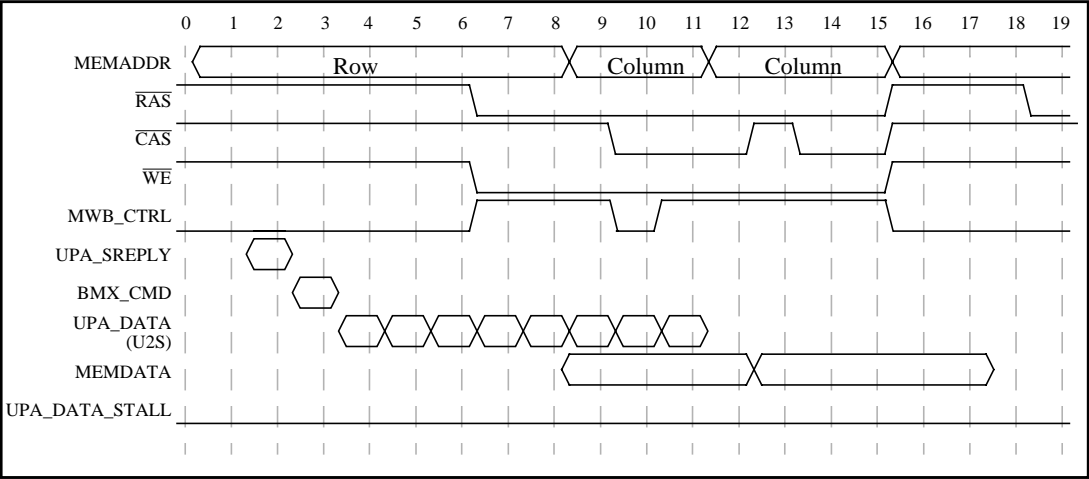 0 1 2 3 4 5 6 7 8 9 10 11 12 13 14 15 16 17 18 19
MEMADDR Row Column Column
RAS
CAS
WE
MWB_CTRL
UPA_SREPLY
BMX_CMD
UPA_DATA
(U2S)
MEMDATA
UPA_DATA_STALL